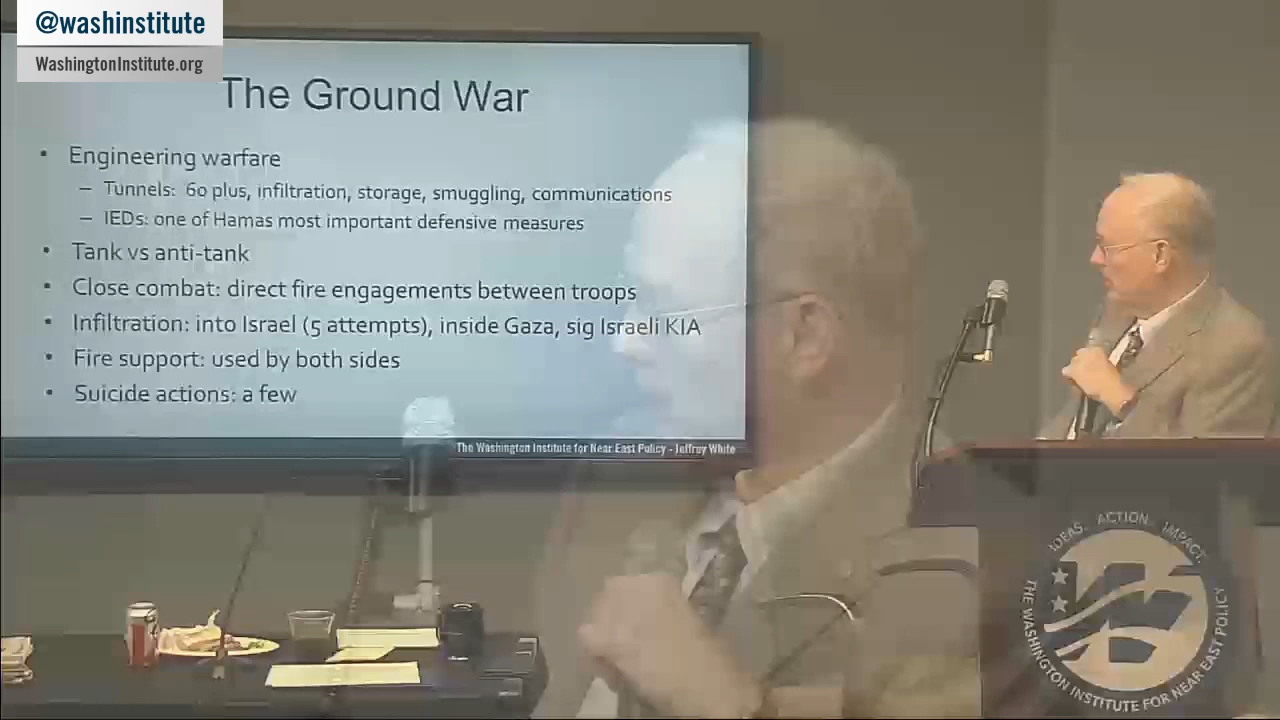 @washinstitute
WashingtonInstitute.org
The Ground War
• Engineering warfare
– Tunnels: 60 plus, infiltration, storage, smuggling, communications
– IEDs: one of Hamas most important defensive measures
• Tank vs anti-tank
• Close combat: direct fire engagements between troops
• Infiltration: into Israel (5 attempts), inside Gaza, sig Israeli KIA
• Fire support: used by both sides
• Suicide actions: a few
The Washington Institute for Near East Policy - Jeffrey White
IDEAS. ACTION. IMPACT.
THE WASHINGTON INSTITUTE FOR NEAR EAST POLICY